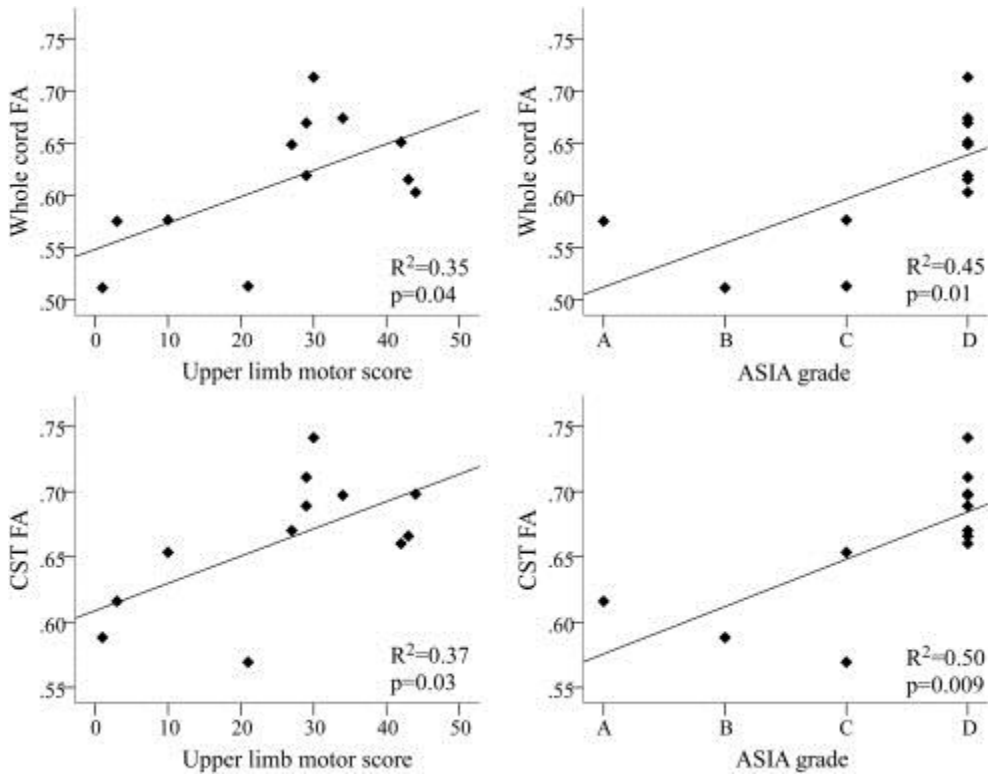 Whole cord FA
.75
.70
.65
.60
.55
.50
R²=0.35
p=0.04
0 10 20 30 40 50
Upper limb motor score
Whole cord FA
.75
.70
.65
.60
.55
.50
R²=0.45
p=0.01
A B C D
ASIA grade
CST FA
.75
.70
.65
.60
.55
R²=0.37
p=0.03
0 10 20 30 40 50
Upper limb motor score
CST FA
.75
.70
.65
.60
.55
R²=0.50
p=0.009
A B C D
ASIA grade